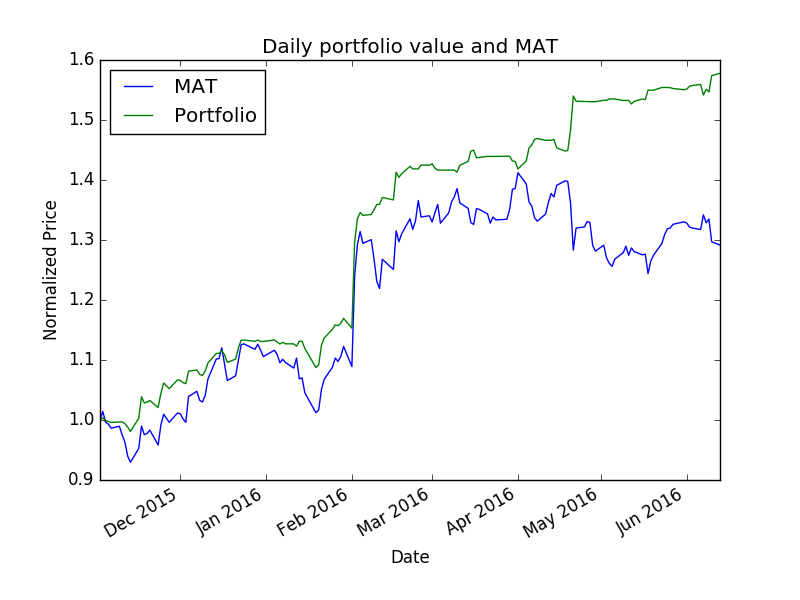 Daily portfolio value and MAT
1.6
1.5
1.4
1.3
1.2
1.1
1.0
0.9
Normalized Price
MAT
Portfolio
Dec 2015
Jan 2016
Feb 2016
Mar 2016
Apr 2016
May 2016
Jun 2016
Date